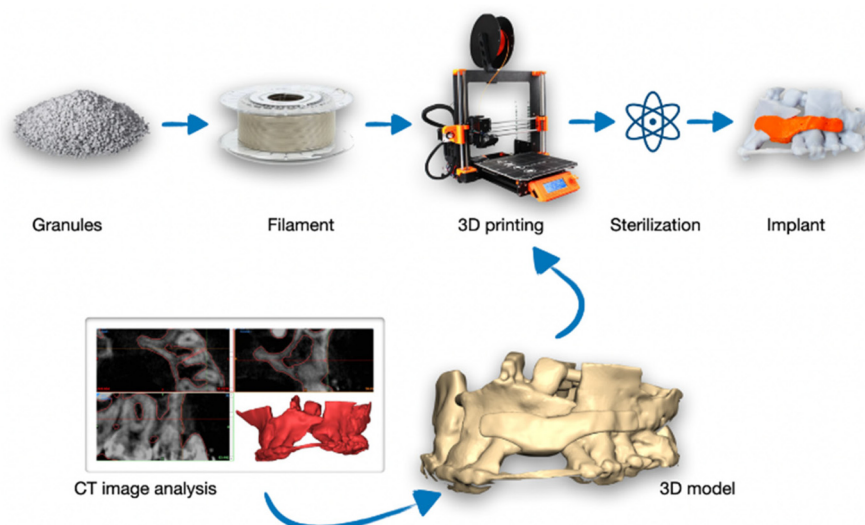 Granules
Filament
3D printing
Sterilization
Implant
CT image analysis
3D model